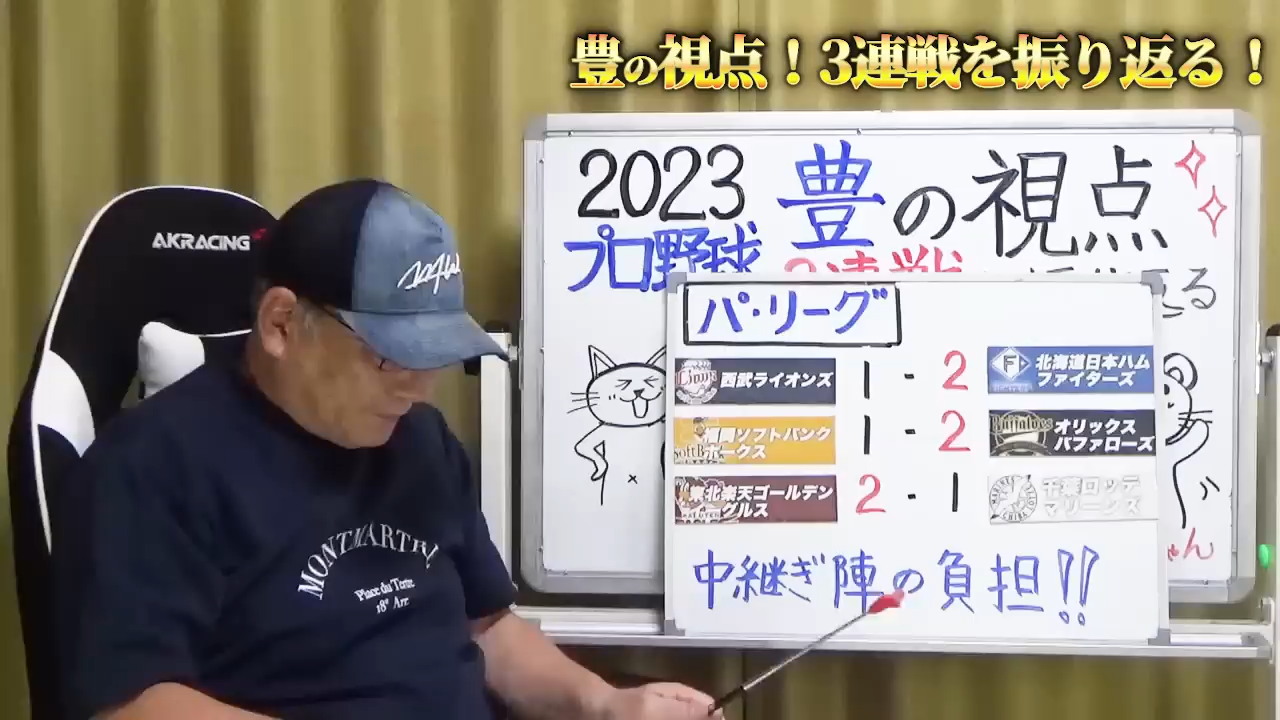 豊の視点！3連戦を振り返る！
2023 豊の視点
プロ野球 3連戦
返る
AKRACING
パ・リーグ
西武ライオンズ 1 - 2 北海道日本ハム
ファイターズ
福岡ソフトバンク
ホークス 1 - 2 オリックス
バファローズ
東北楽天ゴールデン
イーグルス 2 - 1 千葉ロッテ
マリーンズ
中継ぎ陣の負担!!
MONTMARTRE
Place du Tertre
18e Arr.